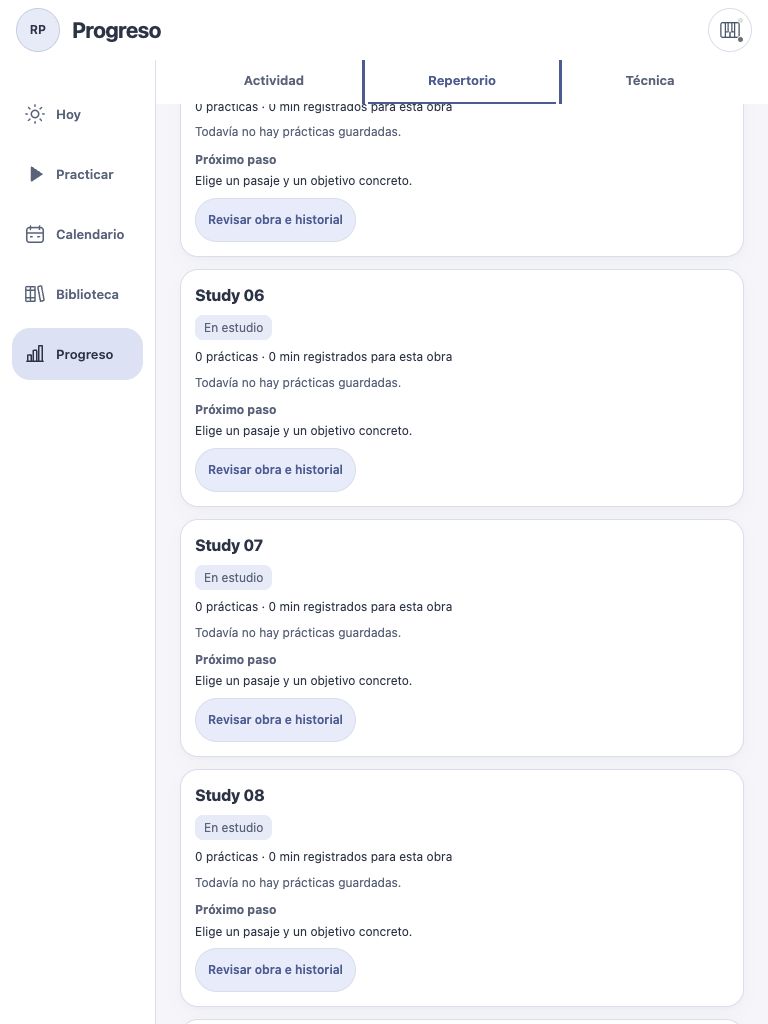 RP
Progreso
Hoy
Practicar
Calendario
Biblioteca
Progreso
Actividad
Repertorio
Técnica
0 prácticas · 0 min registrados para esta obra
Todavía no hay prácticas guardadas.
Próximo paso
Elige un pasaje y un objetivo concreto.
Revisar obra e historial
Study 06
En estudio
0 prácticas · 0 min registrados para esta obra
Todavía no hay prácticas guardadas.
Próximo paso
Elige un pasaje y un objetivo concreto.
Revisar obra e historial
Study 07
En estudio
0 prácticas · 0 min registrados para esta obra
Todavía no hay prácticas guardadas.
Próximo paso
Elige un pasaje y un objetivo concreto.
Revisar obra e historial
Study 08
En estudio
0 prácticas · 0 min registrados para esta obra
Todavía no hay prácticas guardadas.
Próximo paso
Elige un pasaje y un objetivo concreto.
Revisar obra e historial